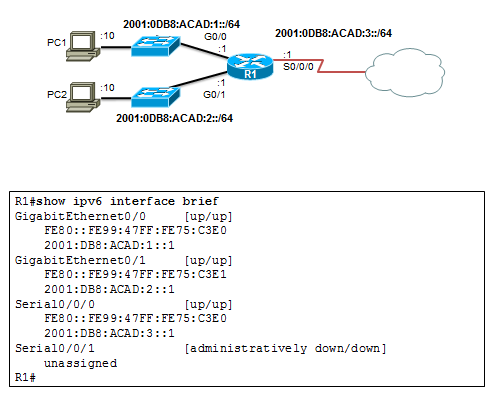 2001:0DB8:ACAD:1::/64
2001:0DB8:ACAD:3::/64
PC1
:10
G0/0
:1
:1
S0/0/0
R1
PC2
:10
:1
G0/1
2001:0DB8:ACAD:2::/64
R1#show ipv6 interface brief
GigabitEthernet0/0 [up/up]
FE80::FE99:47FF:FE75:C3E0
2001:DB8:ACAD:1::1
GigabitEthernet0/1 [up/up]
FE80::FE99:47FF:FE75:C3E1
2001:DB8:ACAD:2::1
Serial0/0/0 [up/up]
FE80::FE99:47FF:FE75:C3E0
2001:DB8:ACAD:3::1
Serial0/0/1 [administratively down/down]
unassigned
R1#